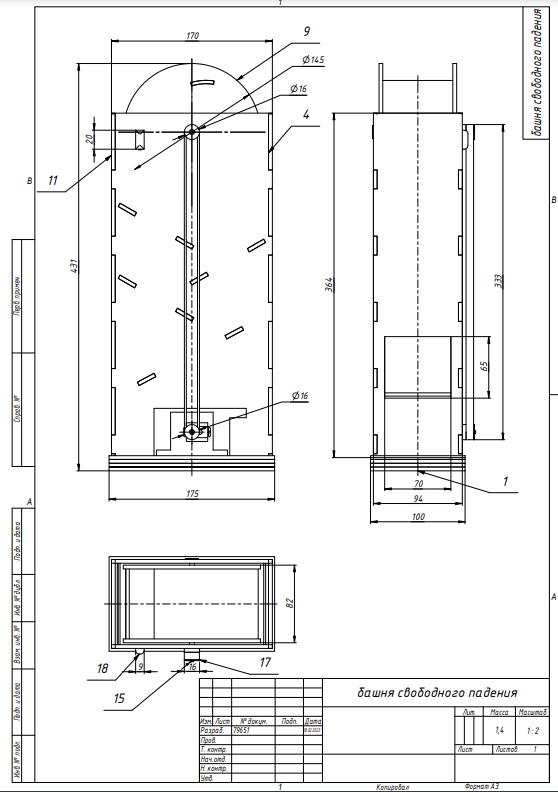 1
башня свободного падения
170
9
Ø145
Ø16
4
20
11
B
B
431
364
333
65
Перв. примен.
Справ. №
Ø16
175
70
94
100
1
A
A
Подп. и дата
Инв. № дубл.
Взам. инв. №
Подп. и дата
Инв. № подл.
82
18
9
16
17
15
башня свободного падения
Изм. Лист № докум. Подп. Дата
Разраб. 79651
Пров.
Т. контр.
Нач.отд.
Н. контр.
Утв.
Лит. Масса Масштаб
1,4 1 : 2
Лист Листов 1
1 Копировал Формат A3